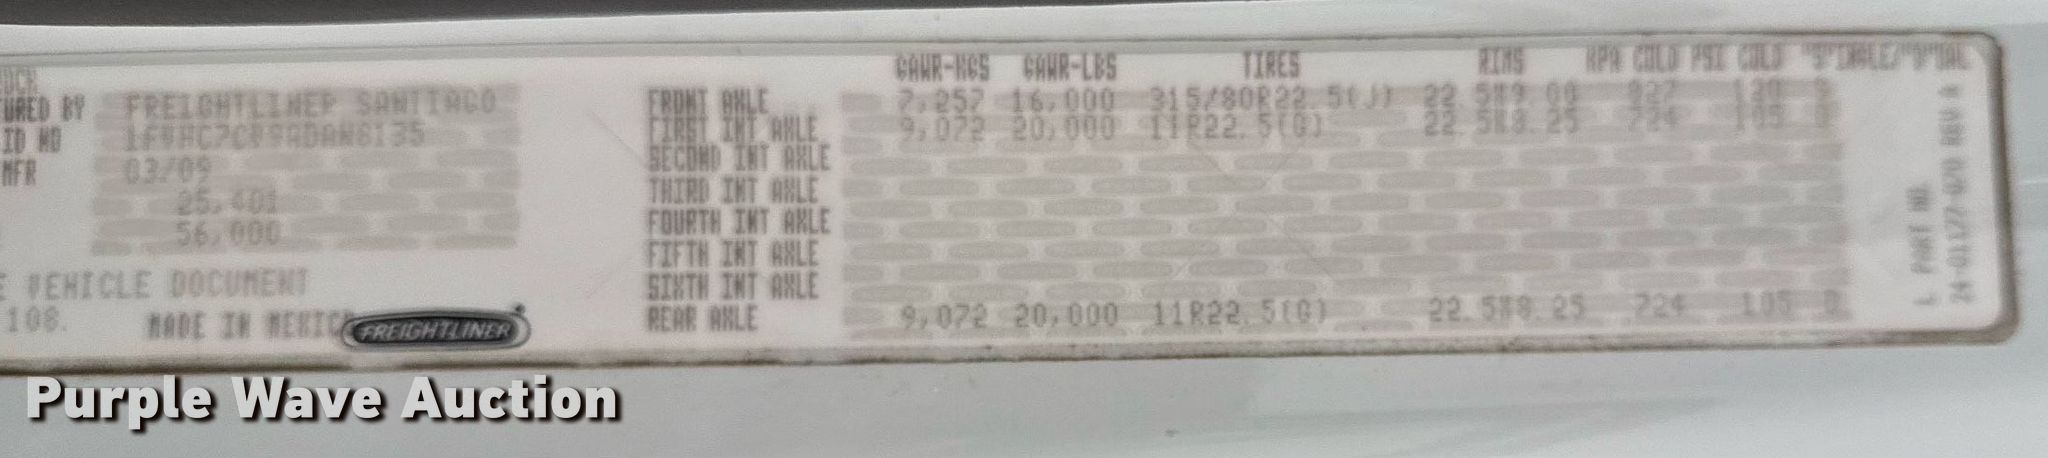 GAWR-KGS GAWR-LBS TIRES RIMS KPA COLD PSI COLD "S"INGLE/"D"UAL
URED BY FREIGHTLINER SANTIAGO
ID NO
MFR 03/09
25,401
56,000
E VEHICLE DOCUMENT
108. MADE IN MEXICO
FREIGHTLINER
FRONT AXLE 7,257 16,000 315/80R22.5(J) 22.5X9.00 827 120
FIRST INT AXLE 9,072 20,000 11R22.5(G) 22.5X8.25 724 105 D
SECOND INT AXLE
THIRD INT AXLE
FOURTH INT AXLE
FIFTH INT AXLE
SIXTH INT AXLE
REAR AXLE 9,072 20,000 11R22.5(G) 22.5X8.25 724 105 D
L PART NO.
REV A
Purple Wave Auction